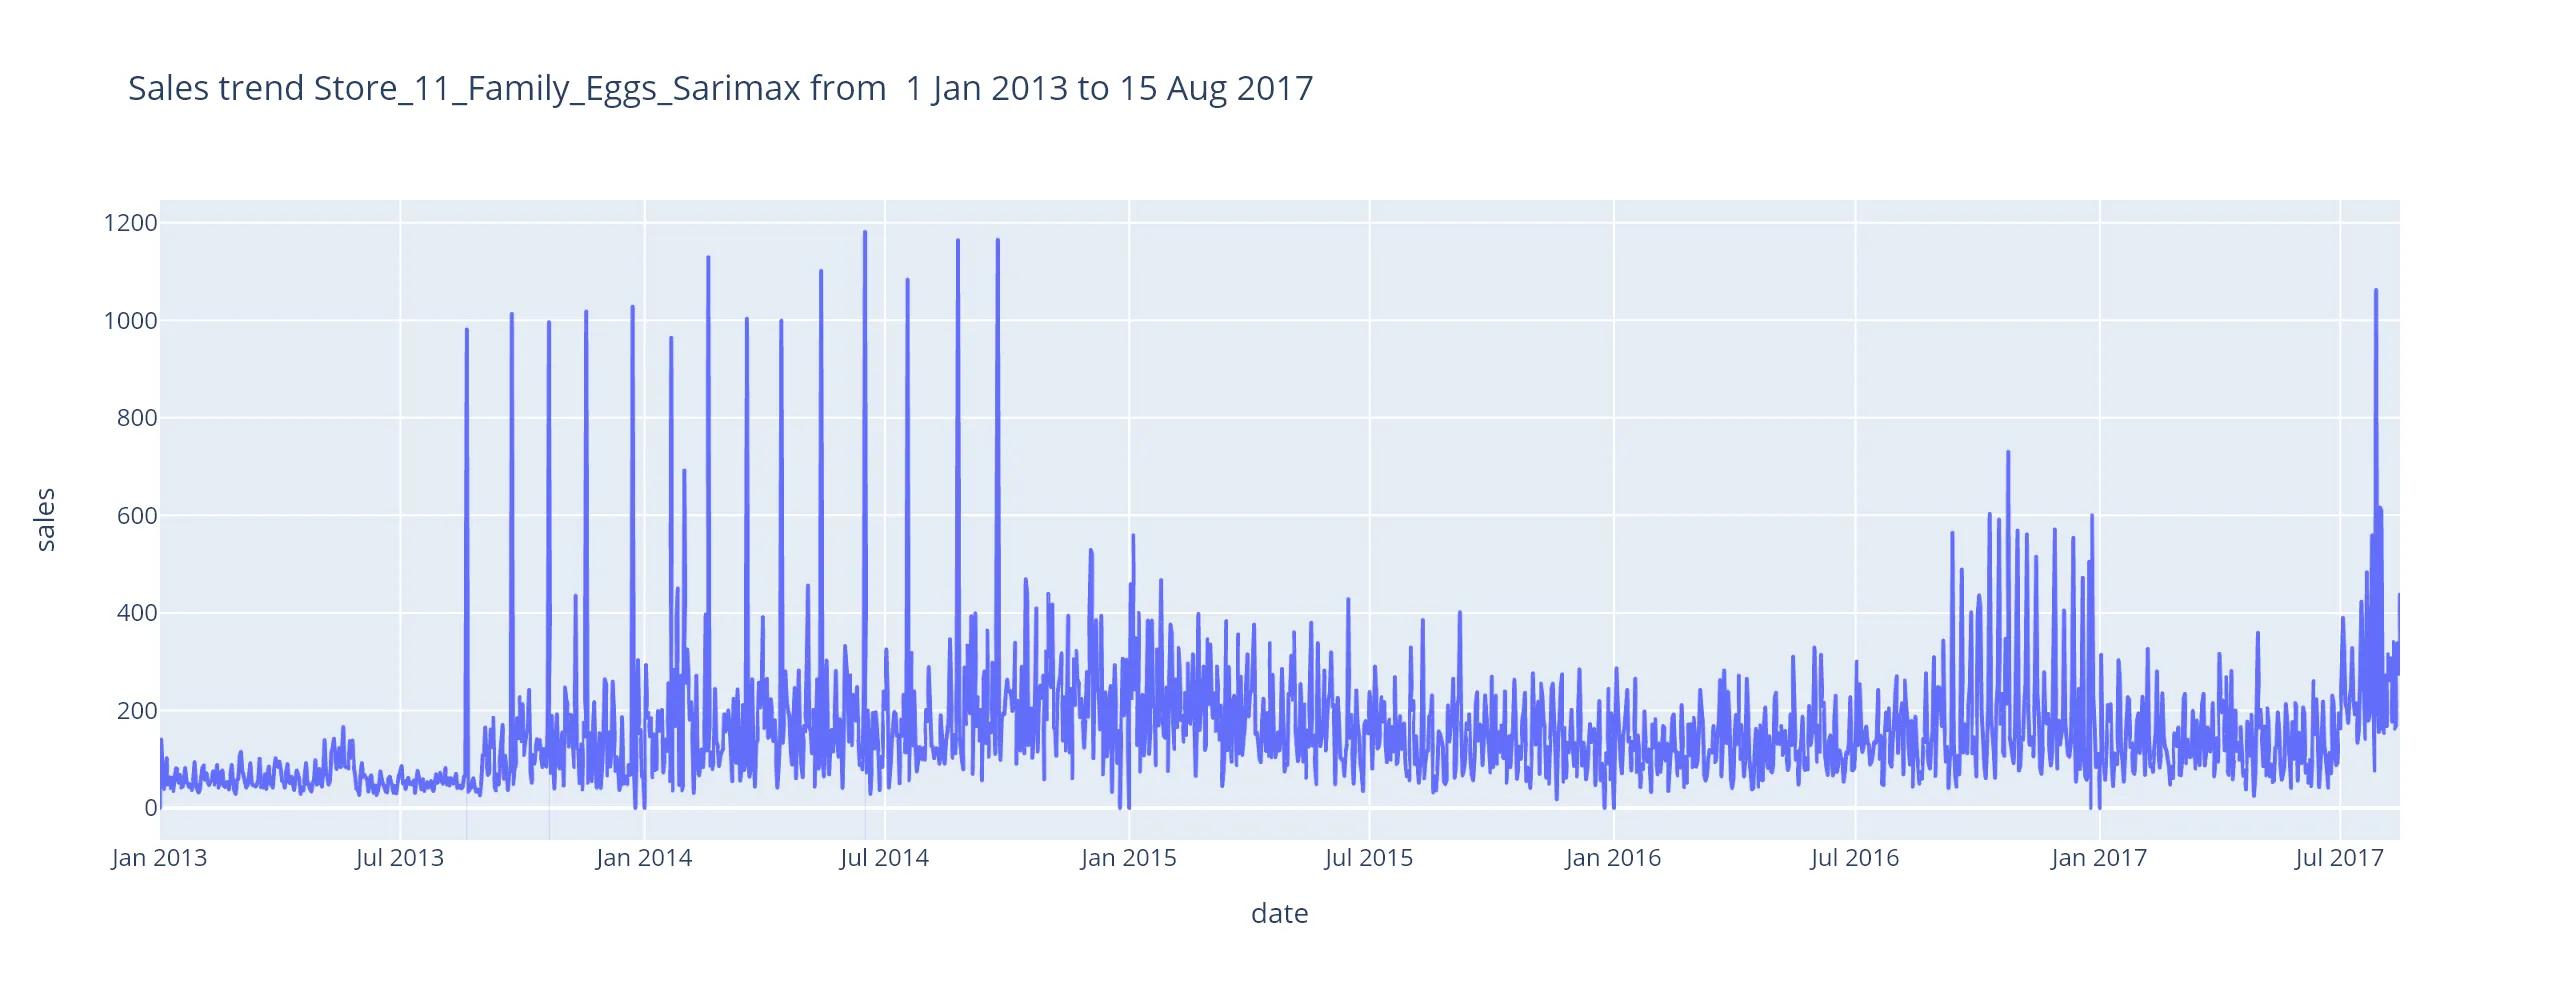 Sales trend Store_11_Family_Eggs_Sarimax from  1 Jan 2013 to 15 Aug 2017
1200
1000
800
600
400
200
0
sales
Jan 2013 Jul 2013 Jan 2014 Jul 2014 Jan 2015 Jul 2015 Jan 2016 Jul 2016 Jan 2017 Jul 2017
date